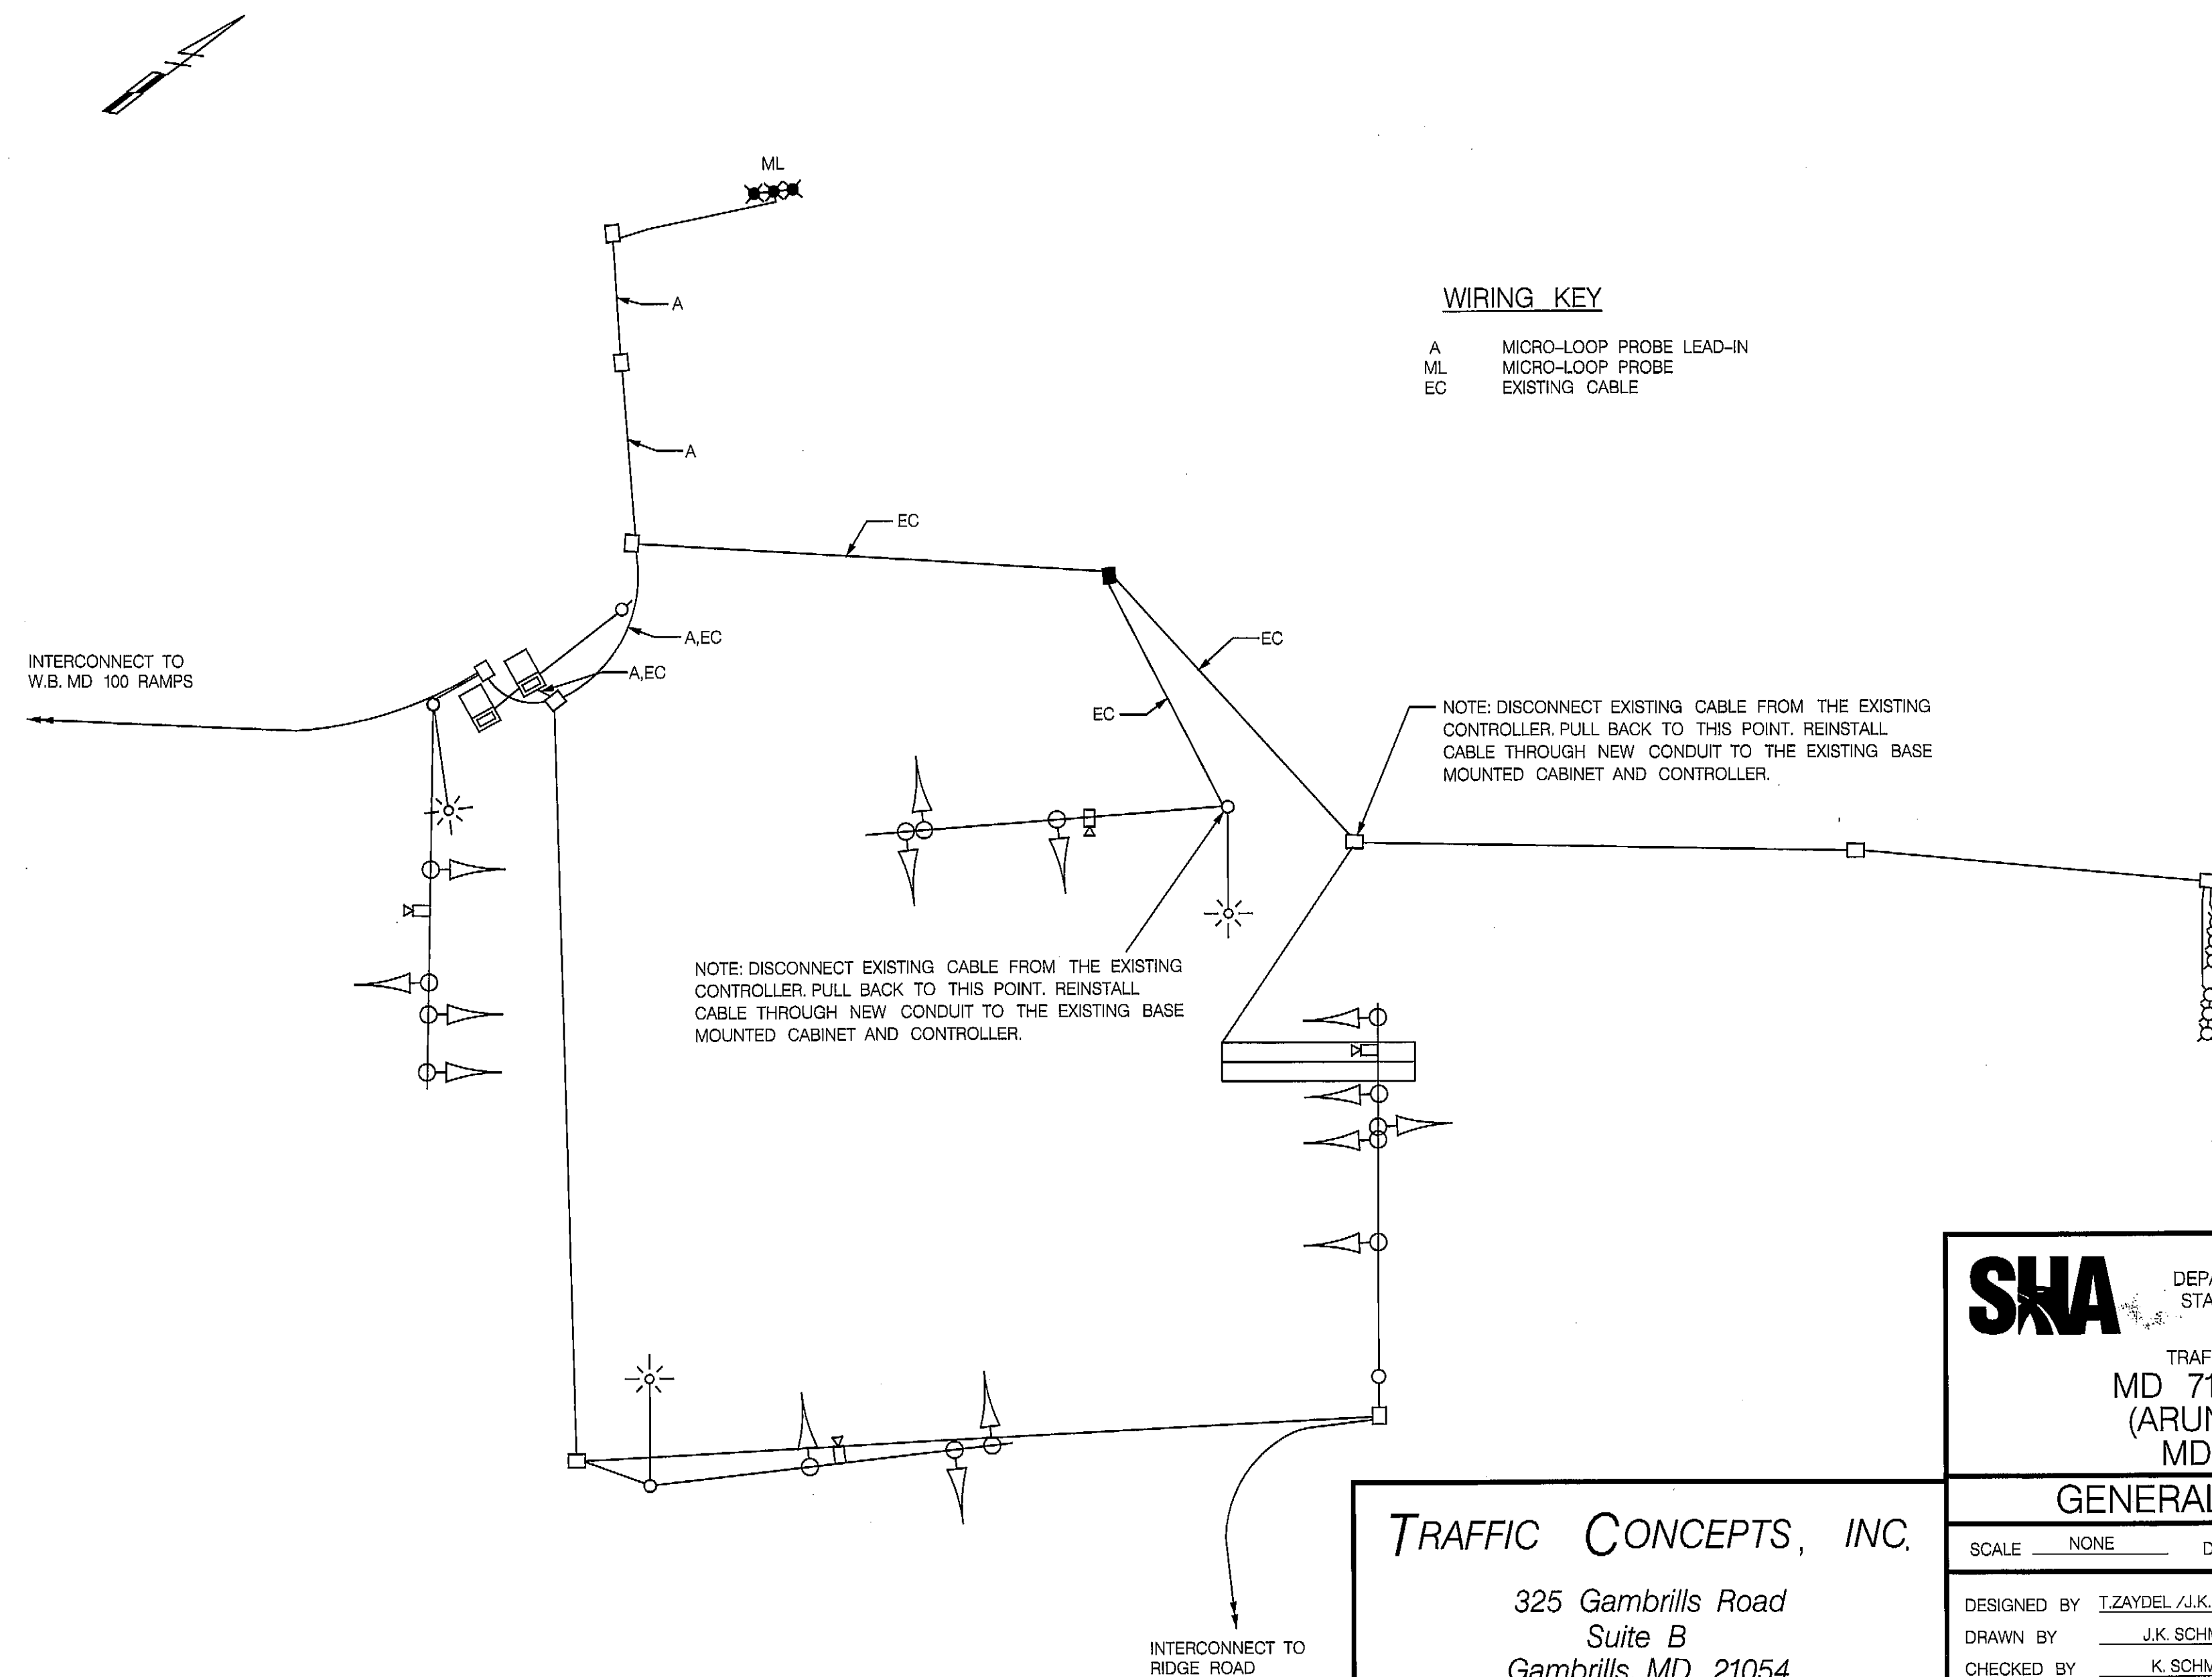 ML
A
WIRING KEY
A MICRO-LOOP PROBE LEAD-IN
ML MICRO-LOOP PROBE
EC EXISTING CABLE
A
EC
A,EC
EC
A,EC
INTERCONNECT TO
W.B. MD 100 RAMPS
EC
NOTE: DISCONNECT EXISTING CABLE FROM THE EXISTING
CONTROLLER. PULL BACK TO THIS POINT. REINSTALL
CABLE THROUGH NEW CONDUIT TO THE EXISTING BASE
MOUNTED CABINET AND CONTROLLER.
NOTE: DISCONNECT EXISTING CABLE FROM THE EXISTING
CONTROLLER. PULL BACK TO THIS POINT. REINSTALL
CABLE THROUGH NEW CONDUIT TO THE EXISTING BASE
MOUNTED CABINET AND CONTROLLER.
INTERCONNECT TO
RIDGE ROAD
TRAFFIC CONCEPTS, INC.
325 Gambrills Road
Suite B
Gambrills MD 21054
SHA
MD 71
MD
GENERAL
SCALE NONE
DESIGNED BY T.ZAYDEL /J.K.
DRAWN BY J.K.
CHECKED BY K.